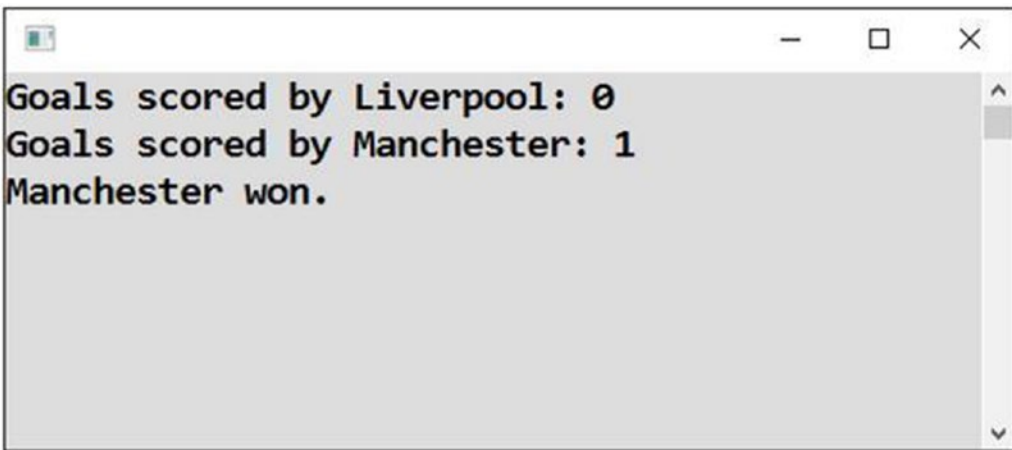 Goals scored by Liverpool: 0
Goals scored by Manchester: 1
Manchester won.